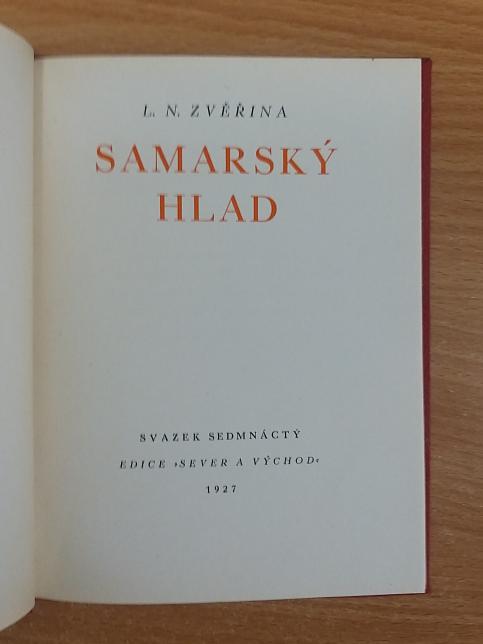 L. N. ZVĚŘINA
SAMARSKÝ
HLAD
SVAZEK SEDMNÁCTÝ
EDICE »SEVER A VÝCHOD«
1927